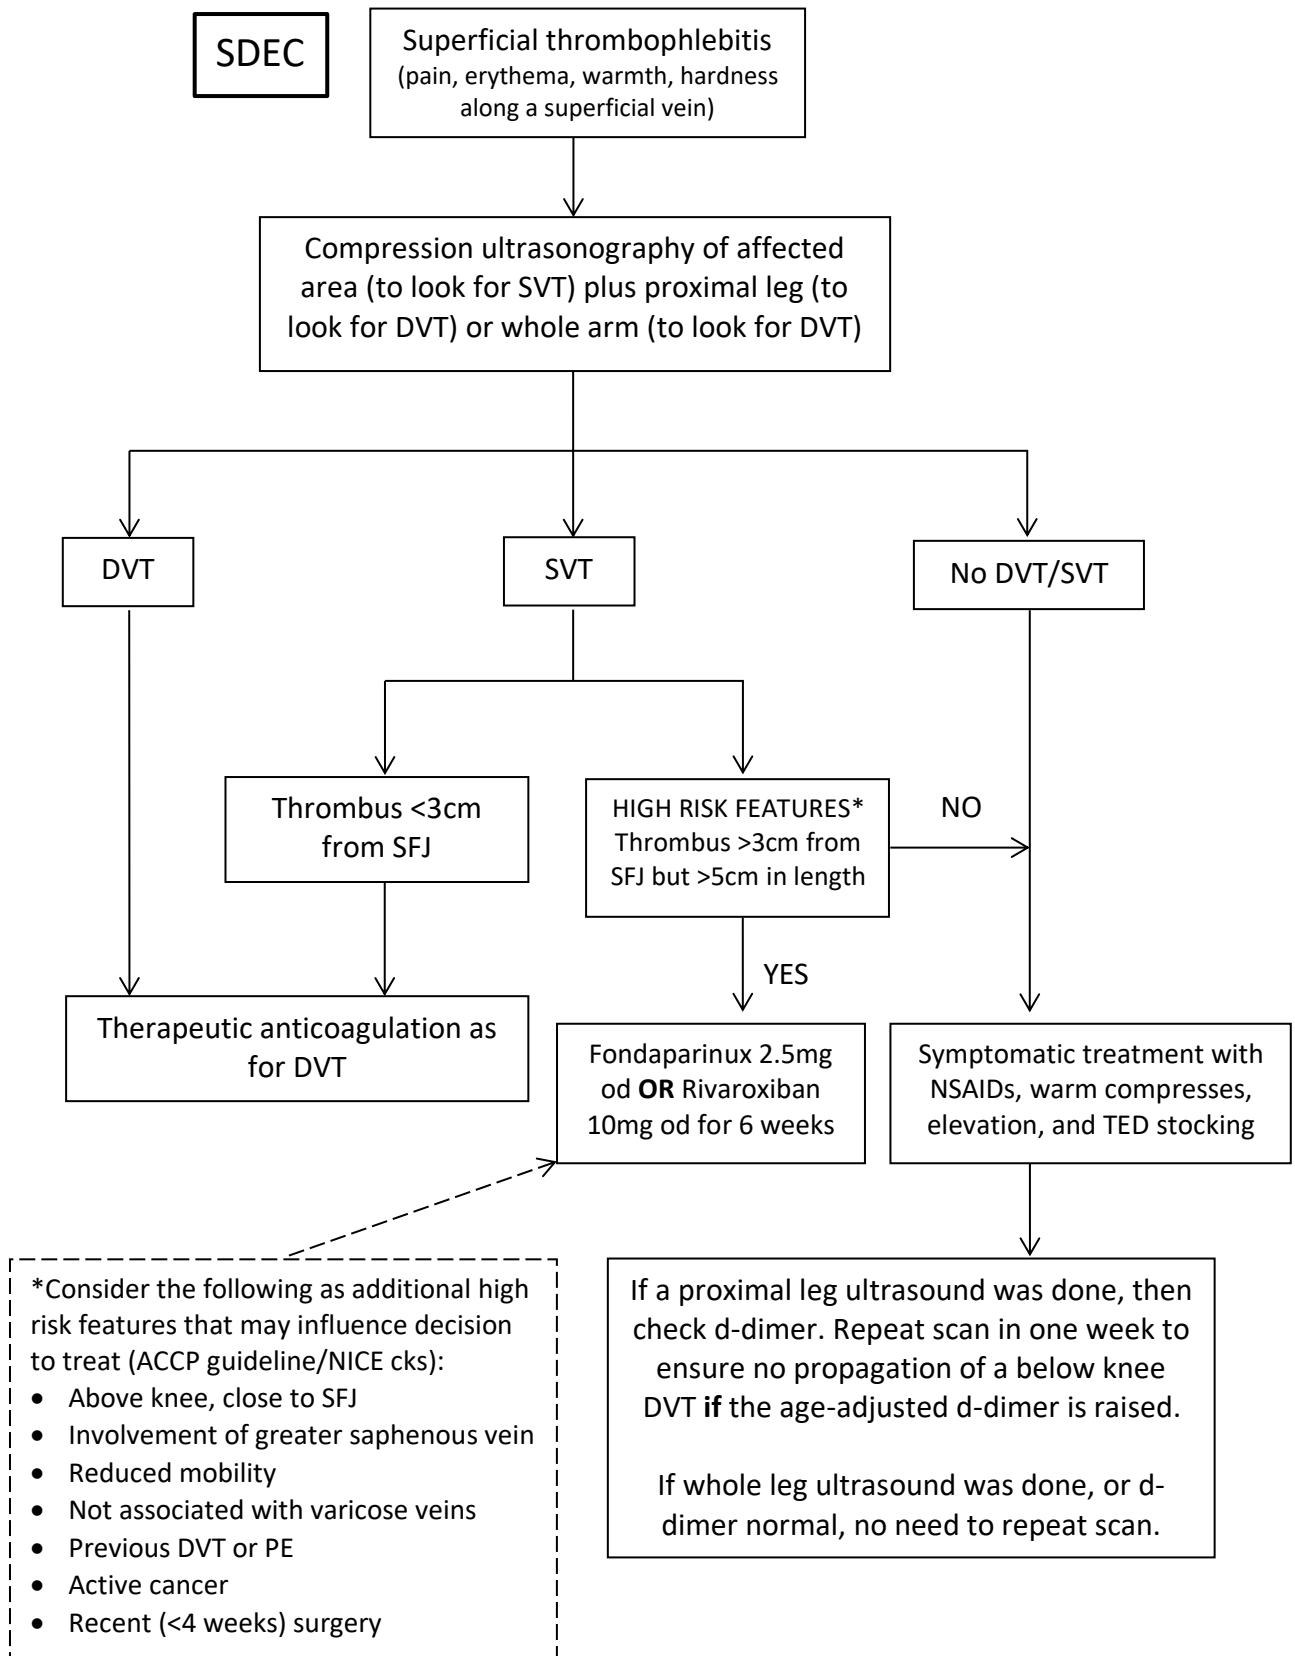 SDEC
Superficial thrombophlebitis
(pain, erythema, warmth, hardness
along a superficial vein)
Compression ultrasonography of affected
area (to look for SVT) plus proximal leg (to
look for DVT) or whole arm (to look for DVT)
DVT
SVT
No DVT/SVT
Thrombus <3cm
from SFJ
HIGH RISK FEATURES*
Thrombus >3cm from
SFJ but >5cm in length
NO
YES
Therapeutic anticoagulation as
for DVT
Fondaparinux 2.5mg
od OR Rivaroxiban
10mg od for 6 weeks
Symptomatic treatment with
NSAIDs, warm compresses,
elevation, and TED stocking
*Consider the following as additional high
risk features that may influence decision
to treat (ACCP guideline/NICE cks):
• Above knee, close to SFJ
• Involvement of greater saphenous vein
• Reduced mobility
• Not associated with varicose veins
• Previous DVT or PE
• Active cancer
• Recent (<4 weeks) surgery
If a proximal leg ultrasound was done, then
check d-dimer. Repeat scan in one week to
ensure no propagation of a below knee
DVT if the age-adjusted d-dimer is raised.
If whole leg ultrasound was done, or d-
dimer normal, no need to repeat scan.